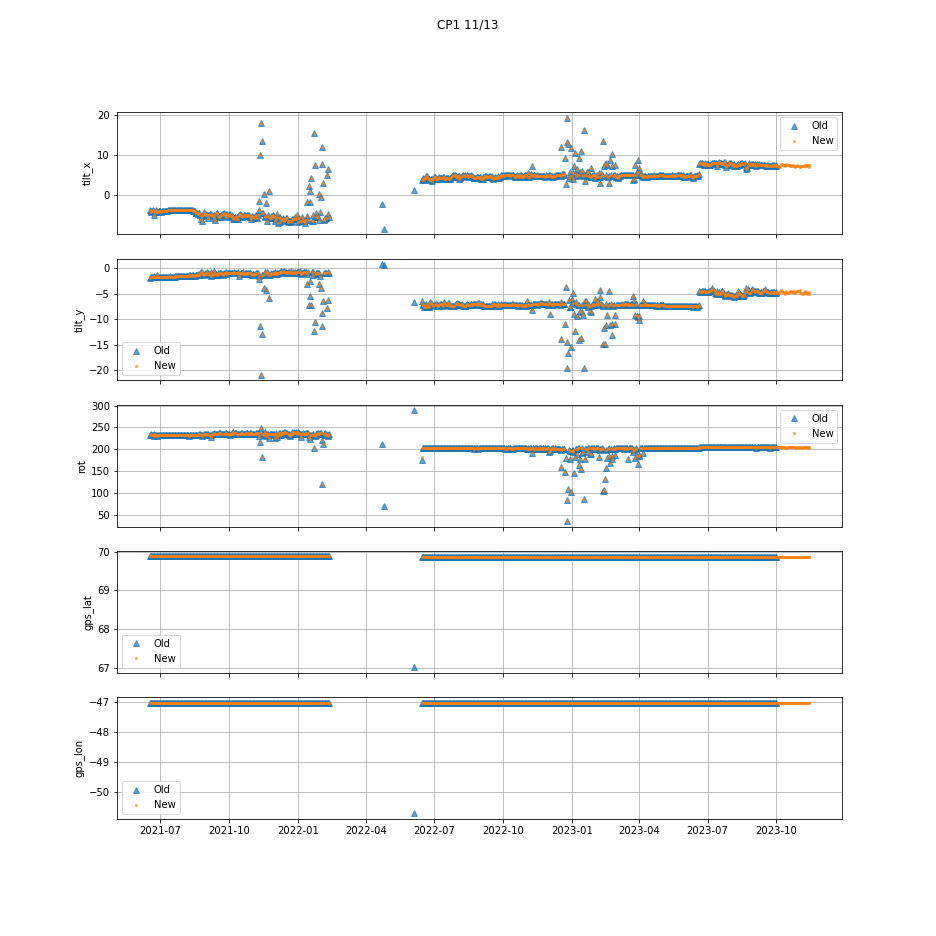 CP1 11/13
20
10
0
tilt_x
Old
New
0
−5
−10
−15
−20
tilt_y
Old
New
300
250
200
150
100
50
rot
Old
New
70
69
68
67
gps_lat
Old
New
−47
−48
−49
−50
gps_lon
Old
New
2021-07 2021-10 2022-01 2022-04 2022-07 2022-10 2023-01 2023-04 2023-07 2023-10